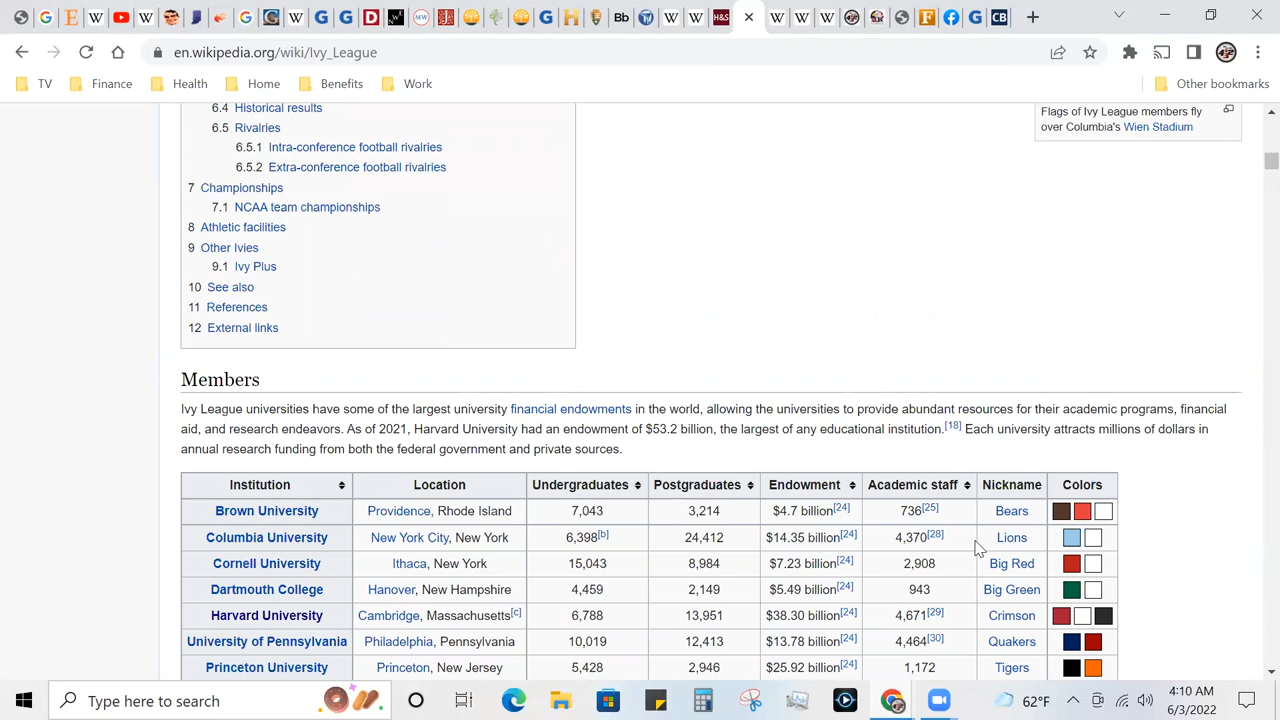 en.wikipedia.org/wiki/Ivy_League
TV
Finance
Health
Home
Benefits
Work
Other bookmarks
6.4 Historical results
6.5 Rivalries
6.5.1 Intra-conference football rivalries
6.5.2 Extra-conference football rivalries
7 Championships
7.1 NCAA team championships
8 Athletic facilities
9 Other Ivies
9.1 Ivy Plus
10 See also
11 References
12 External links
Flags of Ivy League members fly
over Columbia's Wien Stadium
Members
Ivy League universities have some of the largest university financial endowments in the world, allowing the universities to provide abundant resources for their academic programs, financial
aid, and research endeavors. As of 2021, Harvard University had an endowment of $53.2 billion, the largest of any educational institution.[18] Each university attracts millions of dollars in
annual research funding from both the federal government and private sources.
Institution Location Undergraduates Postgraduates Endowment Academic staff Nickname Colors
Brown University Providence, Rhode Island 7,043 3,214 $4.7 billion[24] 736[25] Bears
Columbia University New York City, New York 6,398[b] 24,412 $14.35 billion[24] 4,370[28] Lions
Cornell University Ithaca, New York 15,043 8,984 $7.23 billion[24] 2,908 Big Red
Dartmouth College Hanover, New Hampshire 4,459 2,149 $5.49 billion[24] 943 Big Green
Harvard University Cambridge, Massachusetts[c] 6,788 13,951 $38.30 billion[24] 4,671[29] Crimson
University of Pennsylvania Philadelphia, Pennsylvania 10,019 12,413 $13.78 billion[24] 4,464[30] Quakers
Princeton University Princeton, New Jersey 5,428 2,946 $25.92 billion[24] 1,172 Tigers
Type here to search
62°F
4:10 AM
6/3/2022